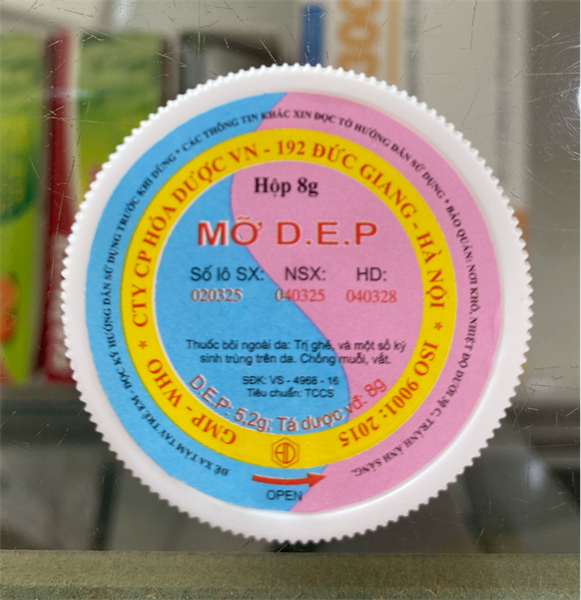 * CÁC THÔNG TIN KHÁC XIN ĐỌC TỜ HƯỚNG DẪN SỬ DỤNG * BẢO QUẢN: NƠI KHÔ, NHIỆT ĐỘ DƯỚI 30°C, TRÁNH ÁNH SÁNG.
ĐỂ XA TẦM TAY TRẺ EM- ĐỌC KỸ HƯỚNG DẪN SỬ DỤNG TRƯỚC KHI DÙNG
GMP - WHO * CTY CP HÓA DƯỢC VN - 192 ĐỨC GIANG - HÀ NỘI * ISO 9001: 2015
Hộp 8g
MỠ D.E.P
Số lô SX: NSX: HD:
020325 040325 040328
Thuốc bôi ngoài da: Trị ghẻ, và một số ký
sinh trùng trên da. Chống muỗi, vắt.
SĐK: VS - 4968 - 16
Tiêu chuẩn: TCCS
D.E.P: 5,2g; Tá dược vđ: 8g
OPEN